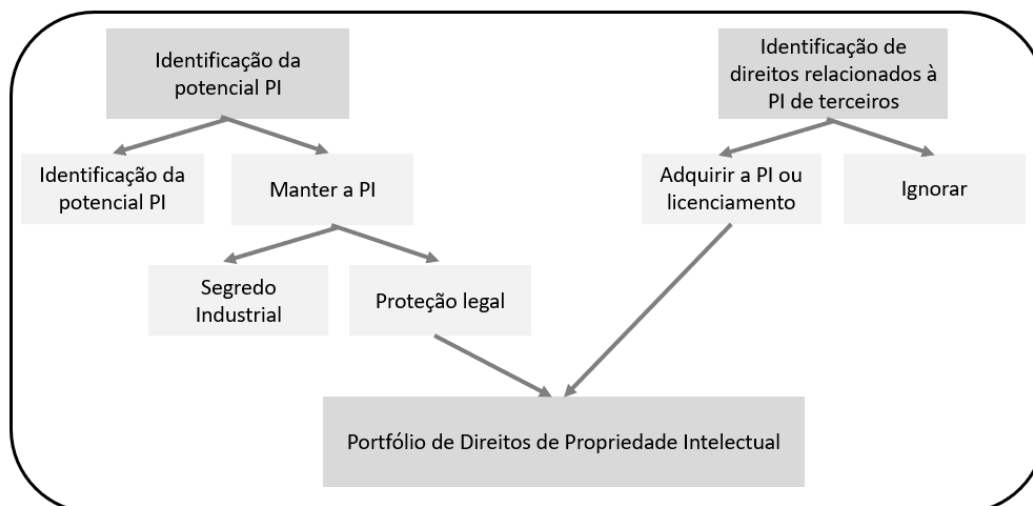 Identificação da
potencial PI
Identificação de
direitos relacionados à
PI de terceiros
Identificação da
potencial PI
Manter a PI
Adquirir a PI ou
licenciamento
Ignorar
Segredo
Industrial
Proteção legal
Portfólio de Direitos de Propriedade Intelectual